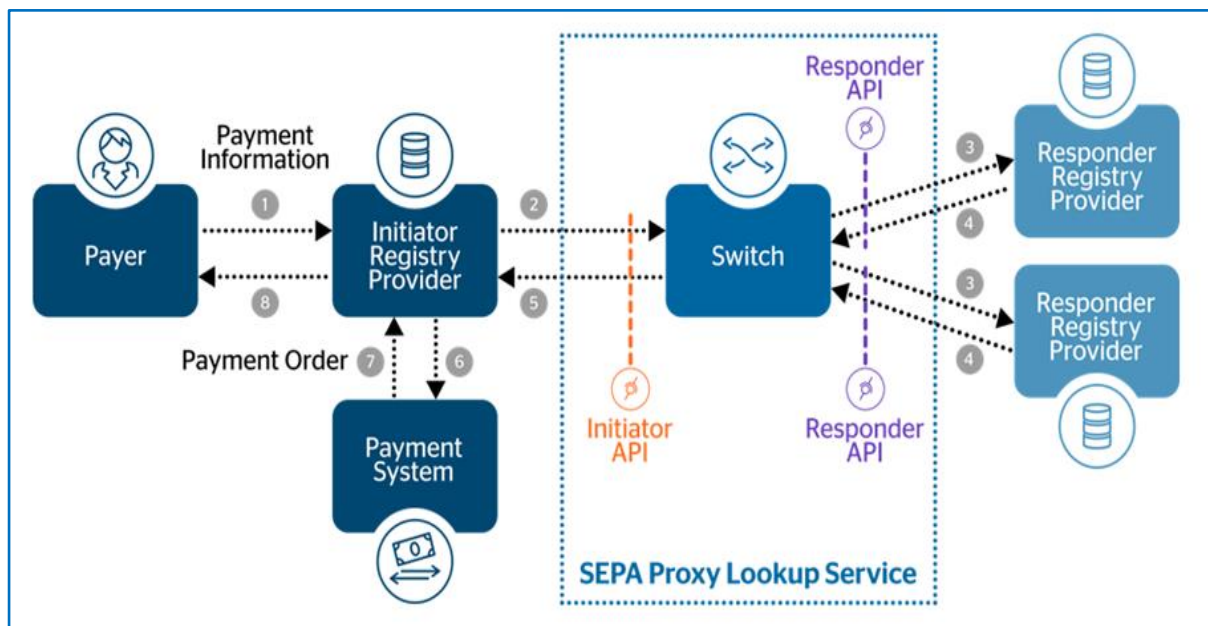 Payment
Information
Payer
1
8
Initiator
Registry
Provider
2
5
Payment Order
7
6
Payment
System
0
Initiator
API
Switch
Responder
API
Responder
API
3
4
3
4
Responder
Registry
Provider
Responder
Registry
Provider
SEPA Proxy Lookup Service